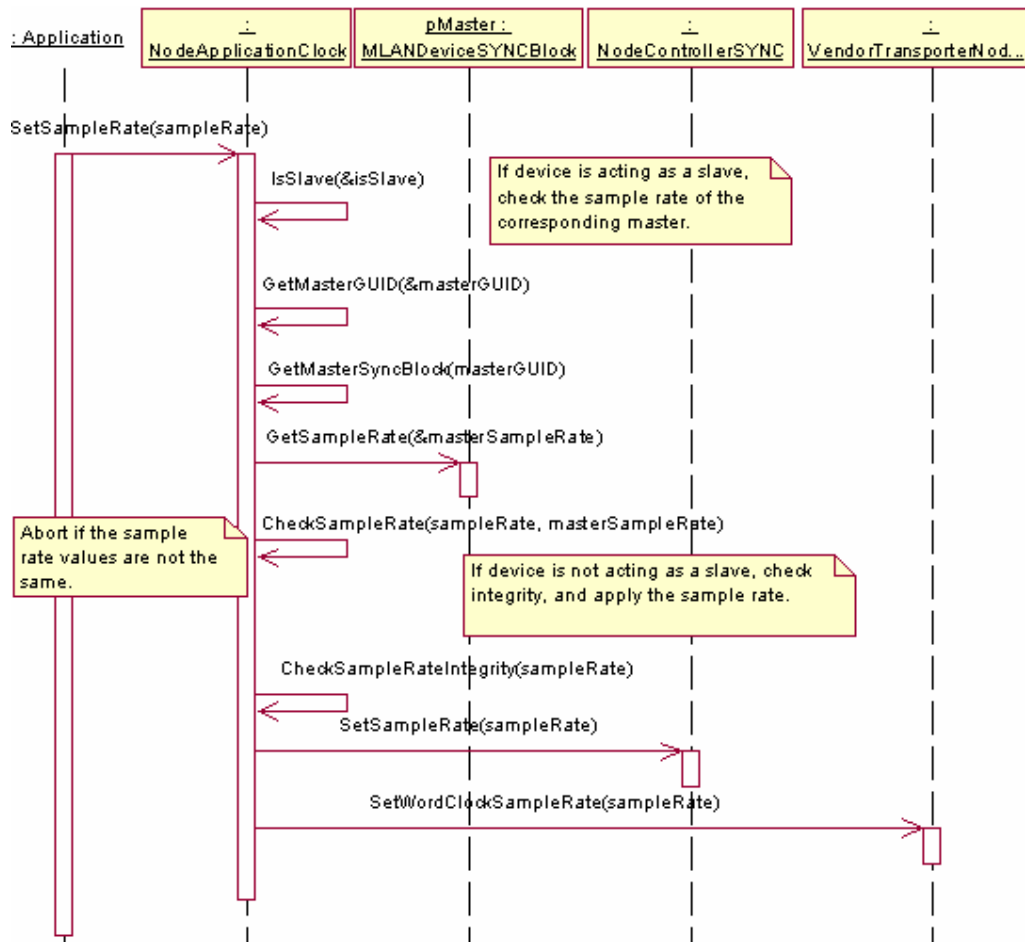 : Application
:
NodeApplicationClock
pMaster :
MLANDeviceSYNCBlock
:
NodeControllerSYNC
:
VendorTransporterNod...
SetSampleRate(sampleRate)
IsSlave(&isSlave)
If device is acting as a slave,
check the sample rate of the
corresponding master.
GetMasterGUID(&masterGUID)
GetMasterSyncBlock(masterGUID)
GetSampleRate(&masterSampleRate)
Abort if the sample
rate values are not the
same.
CheckSampleRate(sampleRate, masterSampleRate)
If device is not acting as a slave, check
integrity, and apply the sample rate.
CheckSampleRateIntegrity(sampleRate)
SetSampleRate(sampleRate)
SetWordClockSampleRate(sampleRate)